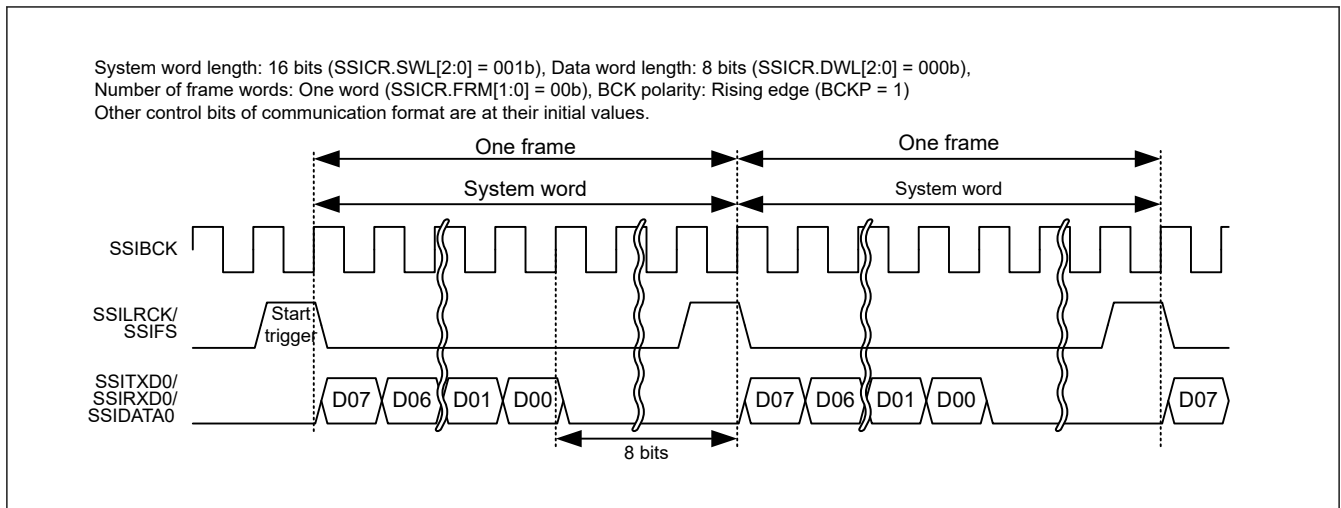 System word length: 16 bits (SSICR.SWL[2:0] = 001b), Data word length: 8 bits (SSICR.DWL[2:0] = 000b),
Number of frame words: One word (SSICR.FRM[1:0] = 00b), BCK polarity: Rising edge (BCKP = 1)
Other control bits of communication format are at their initial values.
One frame One frame
System word System word
SSIBCK
SSILRCK/
SSIFS
Start
trigger
SSITXD0/
SSIRXD0/
SSIDATA0
D07 D06 D01 D00 D07 D06 D01 D00 D07
8 bits